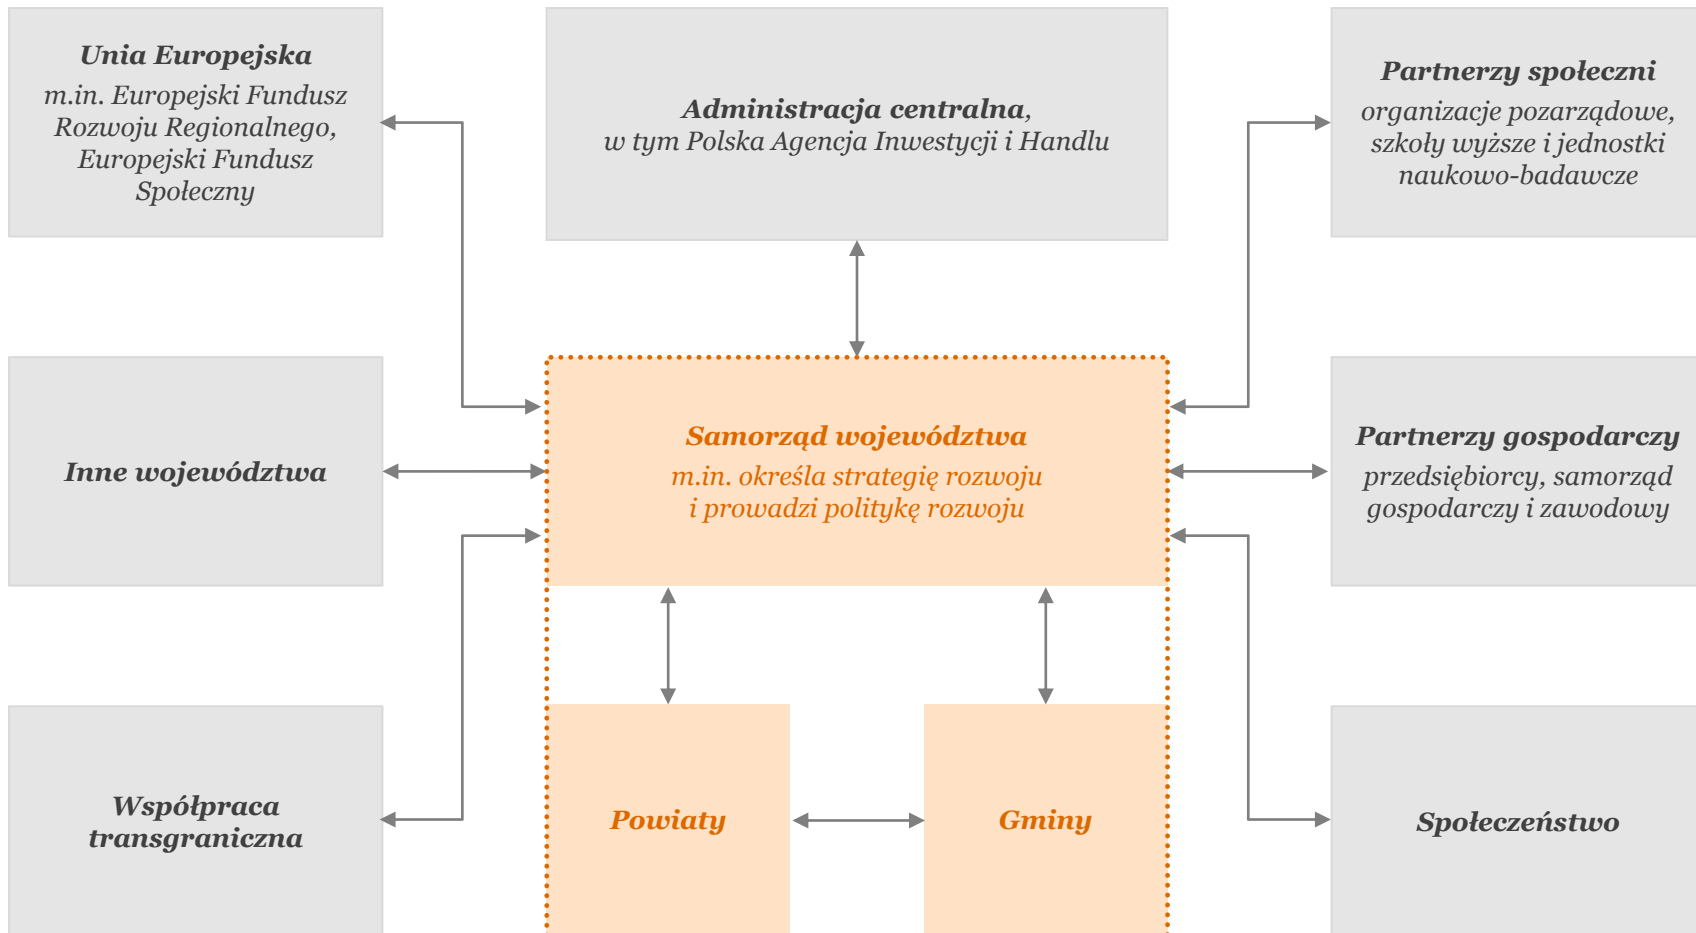 Unia Europejska
m.in. Europejski Fundusz
Rozwoju Regionalnego,
Europejski Fundusz
Społeczny
Administracja centralna,
w tym Polska Agencja Inwestycji i Handlu
Partnerzy społeczni
organizacje pozarządowe,
szkoły wyższe i jednostki
naukowo-badawcze
Inne województwa
Samorząd województwa
m.in. określa strategię rozwoju
i prowadzi politykę rozwoju
Partnerzy gospodarczy
przedsiębiorcy, samorząd
gospodarczy i zawodowy
Współpraca
transgraniczna
Powiaty
Gminy
Społeczeństwo